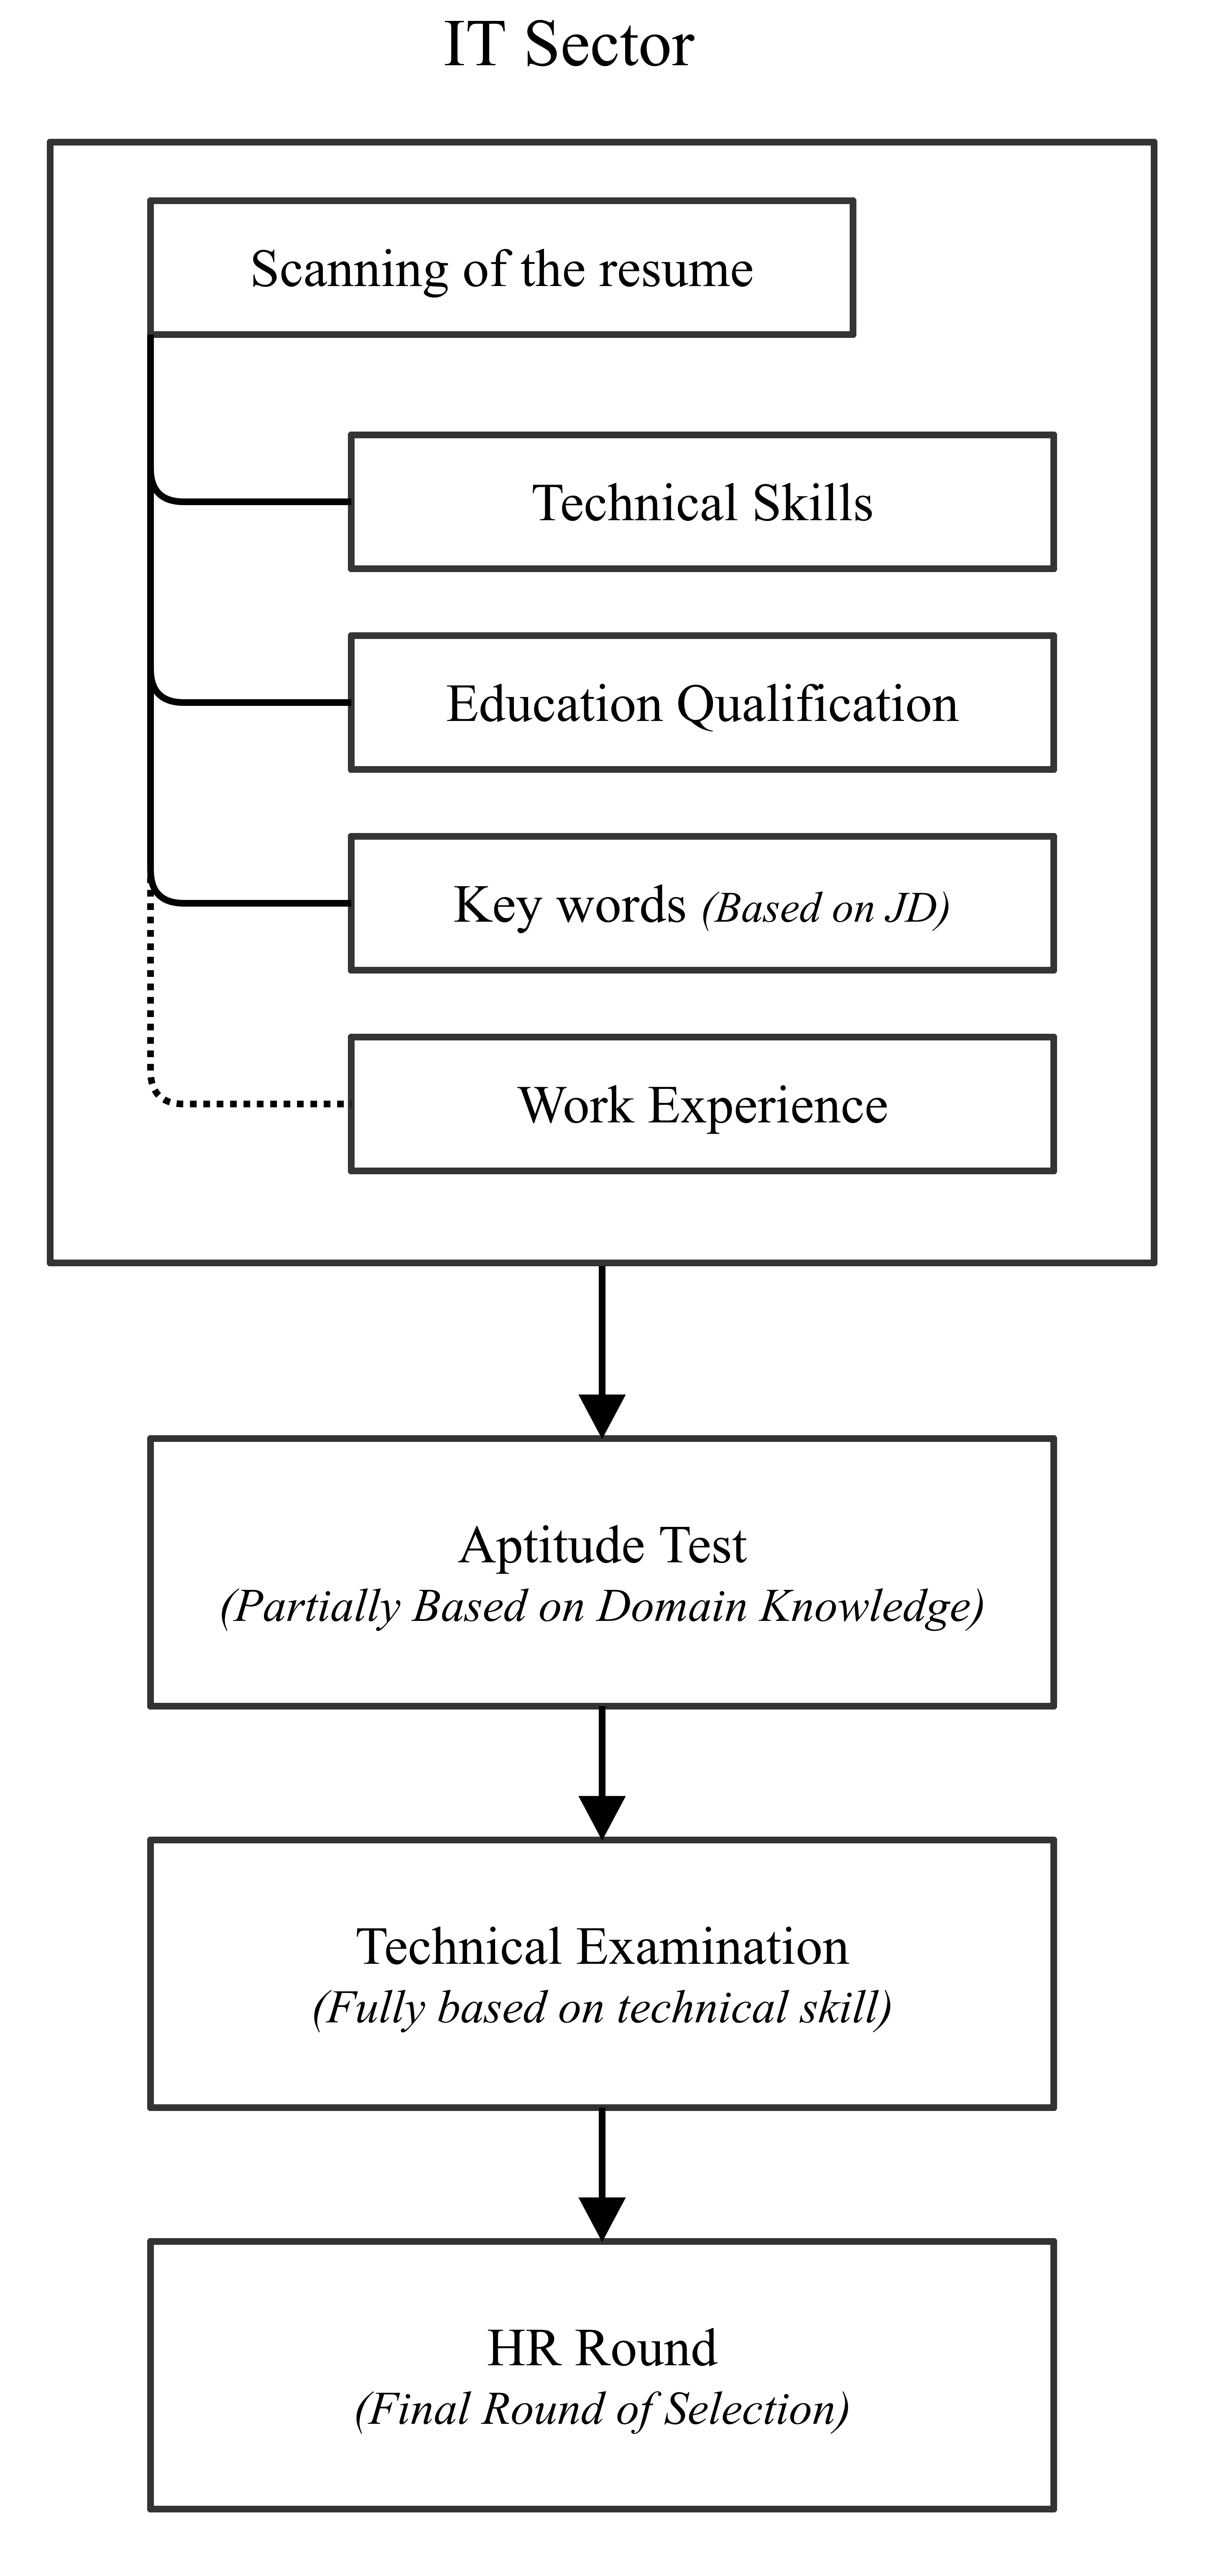 IT Sector
Scanning of the resume
Technical Skills
Education Qualification
Key words (Based on JD)
Work Experience
Aptitude Test
(Partially Based on Domain Knowledge)
Technical Examination
(Fully based on technical skill)
HR Round
(Final Round of Selection)